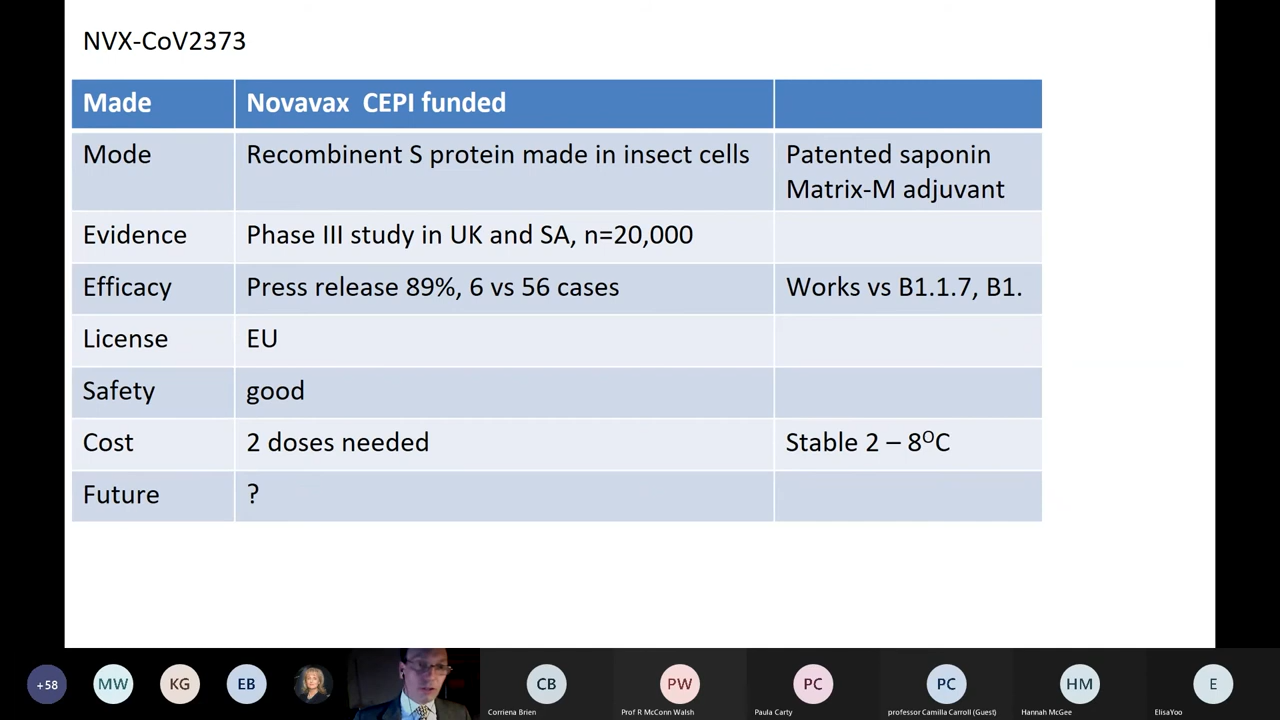 NVX-CoV2373
Made Novavax CEPI funded
Mode Recombinent S protein made in insect cells Patented saponin
Matrix-M adjuvant
Evidence Phase III study in UK and SA, n=20,000
Efficacy Press release 89%, 6 vs 56 cases Works vs B1.1.7, B1.
License EU
Safety good
Cost 2 doses needed Stable 2 – 8ᴼC
Future ?
+58 MW KG EB CB PW PC PC HM E
Corriena Brien Prof R McConn Walsh Paula Carty professor Camilla Carroll (Guest) Hannah McGee ElisaYoo